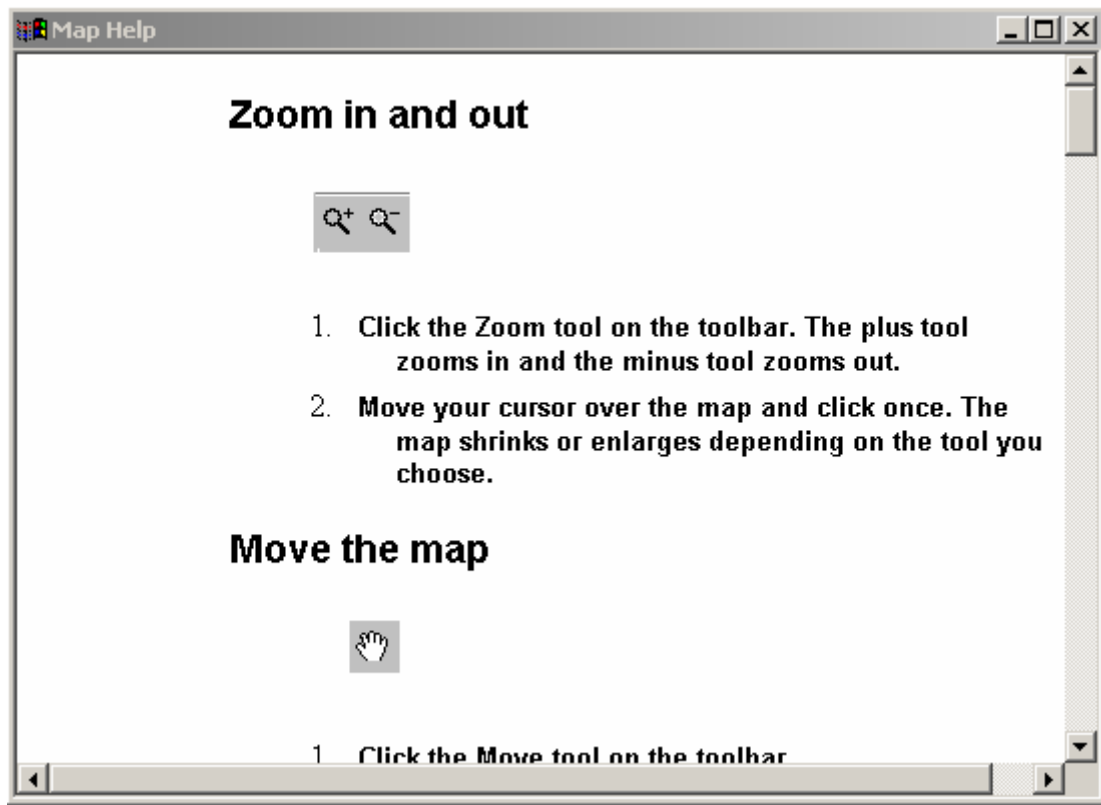 Map Help
Zoom in and out
1. Click the Zoom tool on the toolbar. The plus tool
zooms in and the minus tool zooms out.
2. Move your cursor over the map and click once. The
map shrinks or enlarges depending on the tool you
choose.
Move the map
1 Click the Move tool on the toolbar